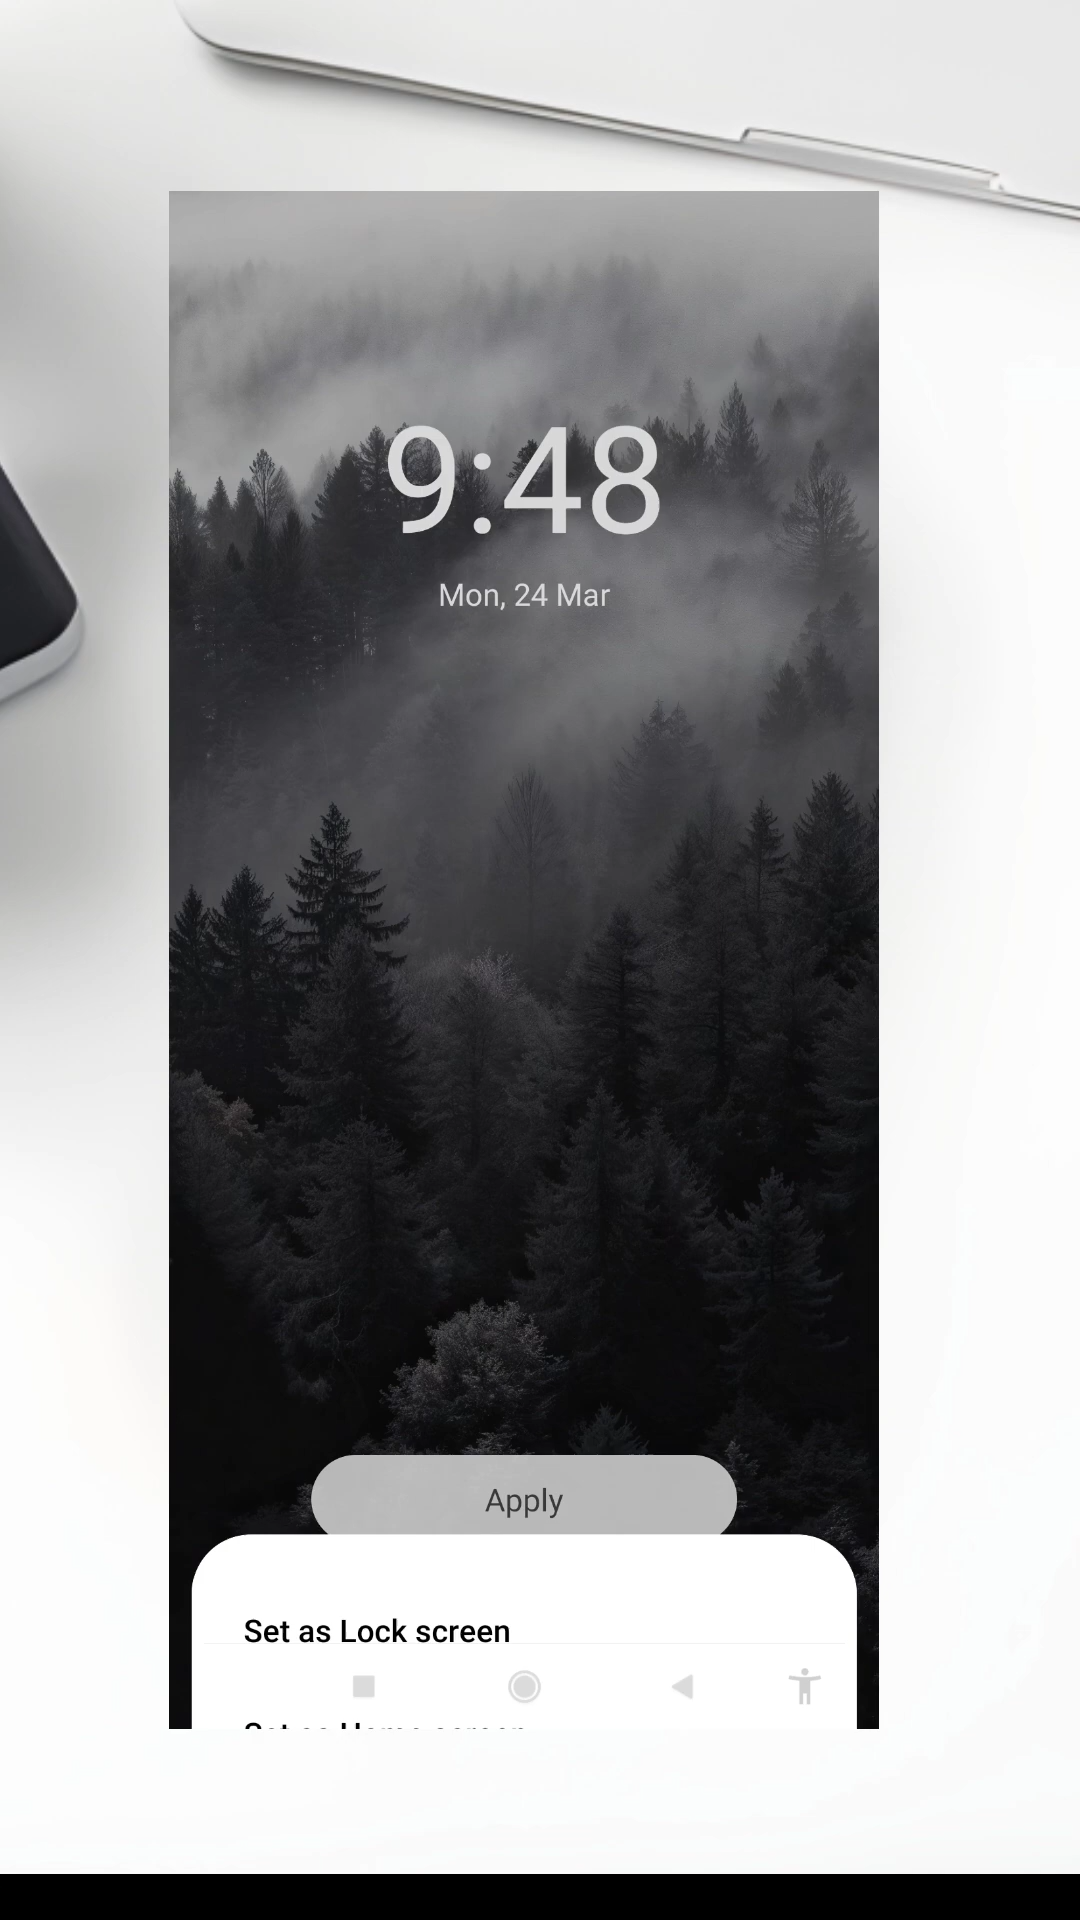 9:48
Mon, 24 Mar
Apply
Set as Lock screen
Set as Home screen